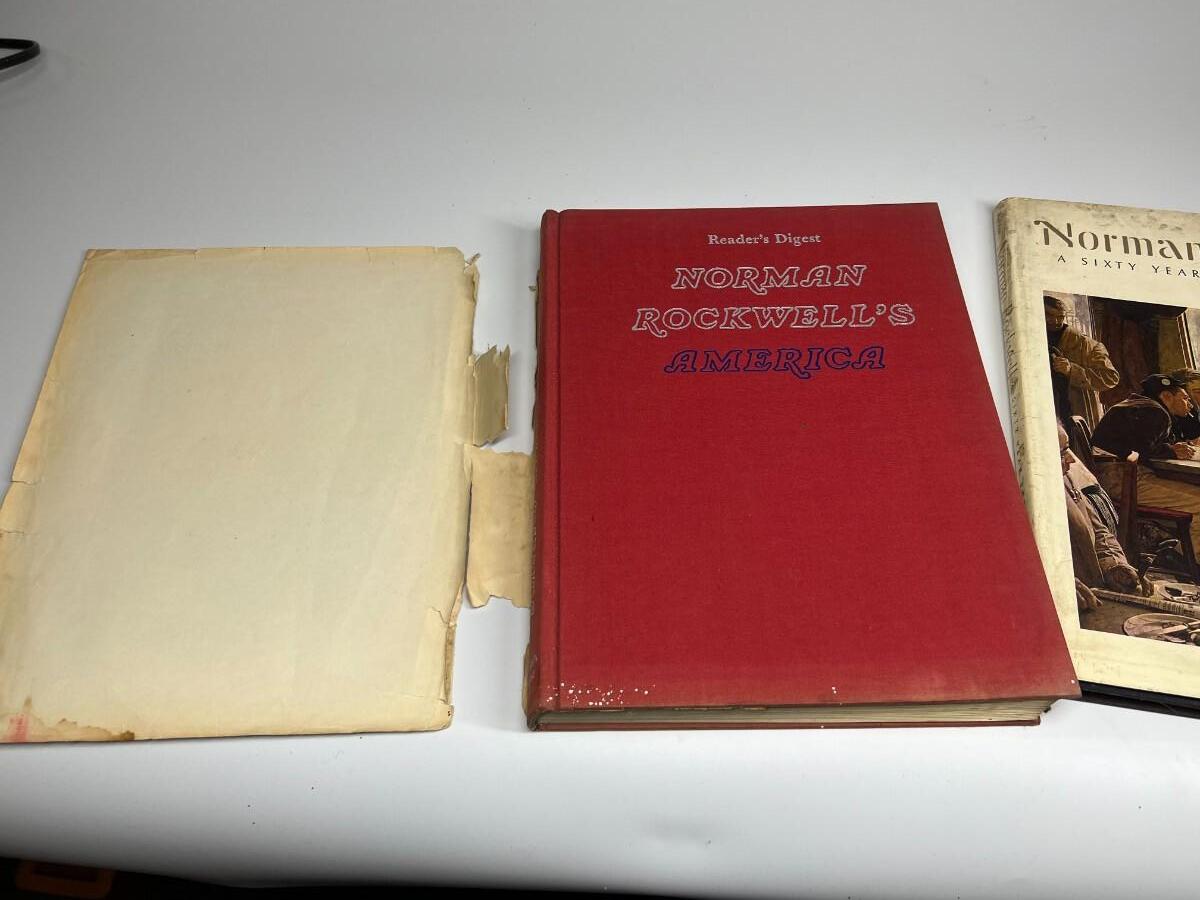 Reader's Digest
NORMAN
ROCKWELL'S
AMERICA
Norman
A SIXTY YEAR